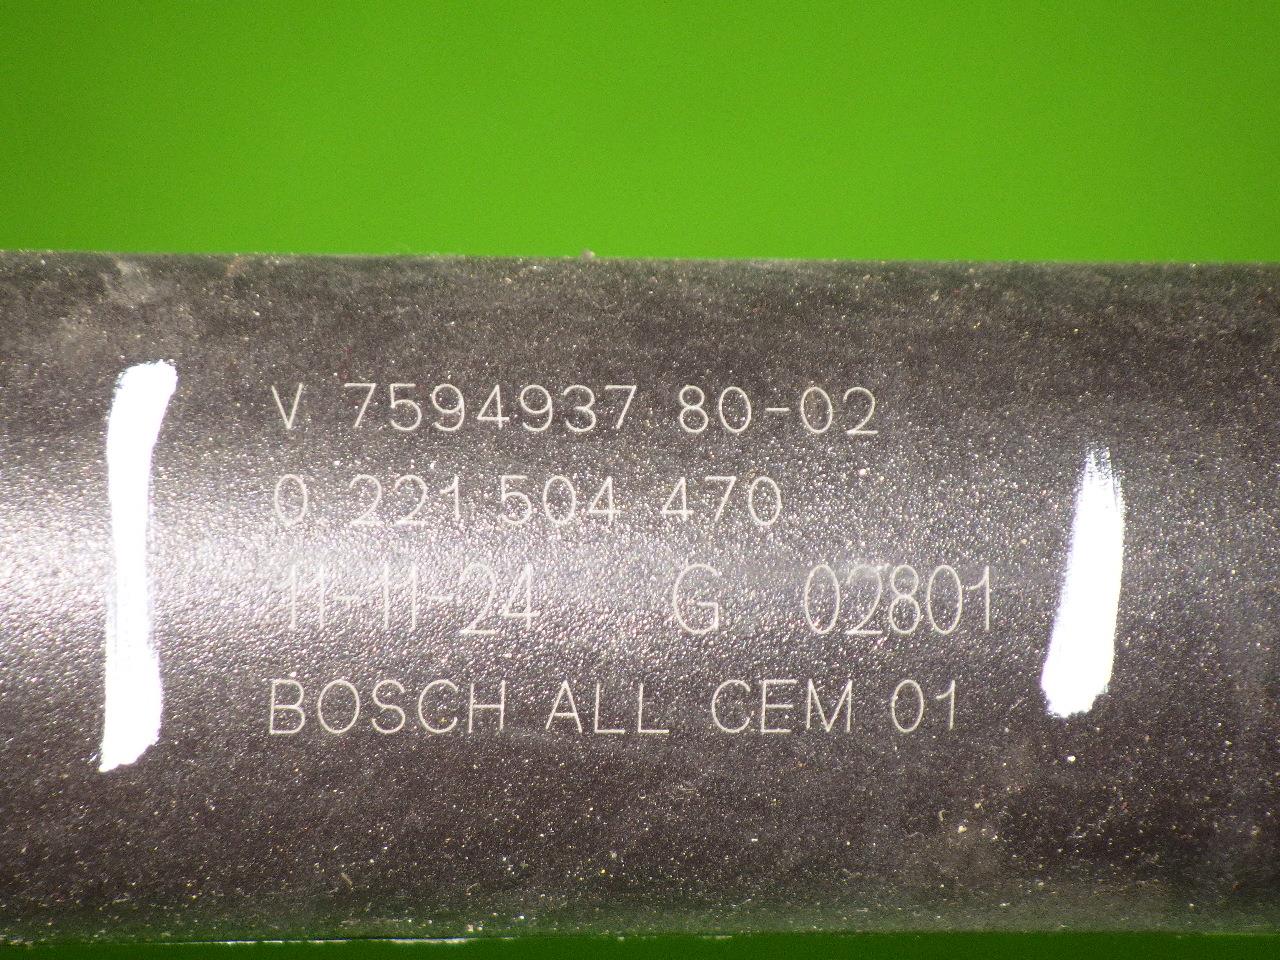 V 7594937 80-02
0 221 504 470
11-11-24 G 02801
BOSCH ALL CEM 01